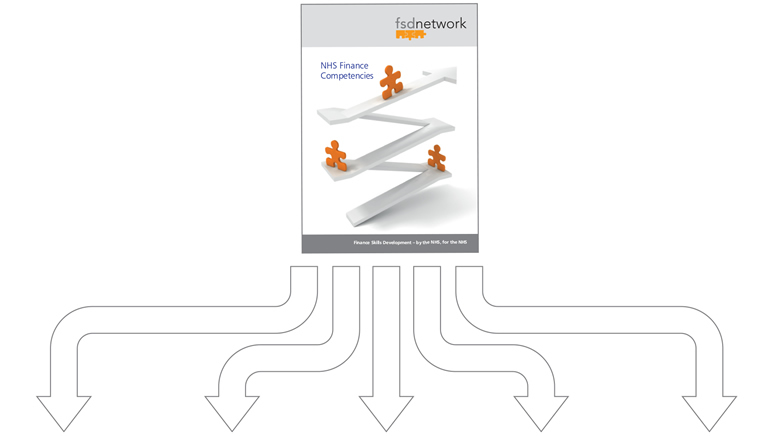 fsdnetwork
NHS Finance
Competencies
Finance Skills Development – by the NHS, for the NHS